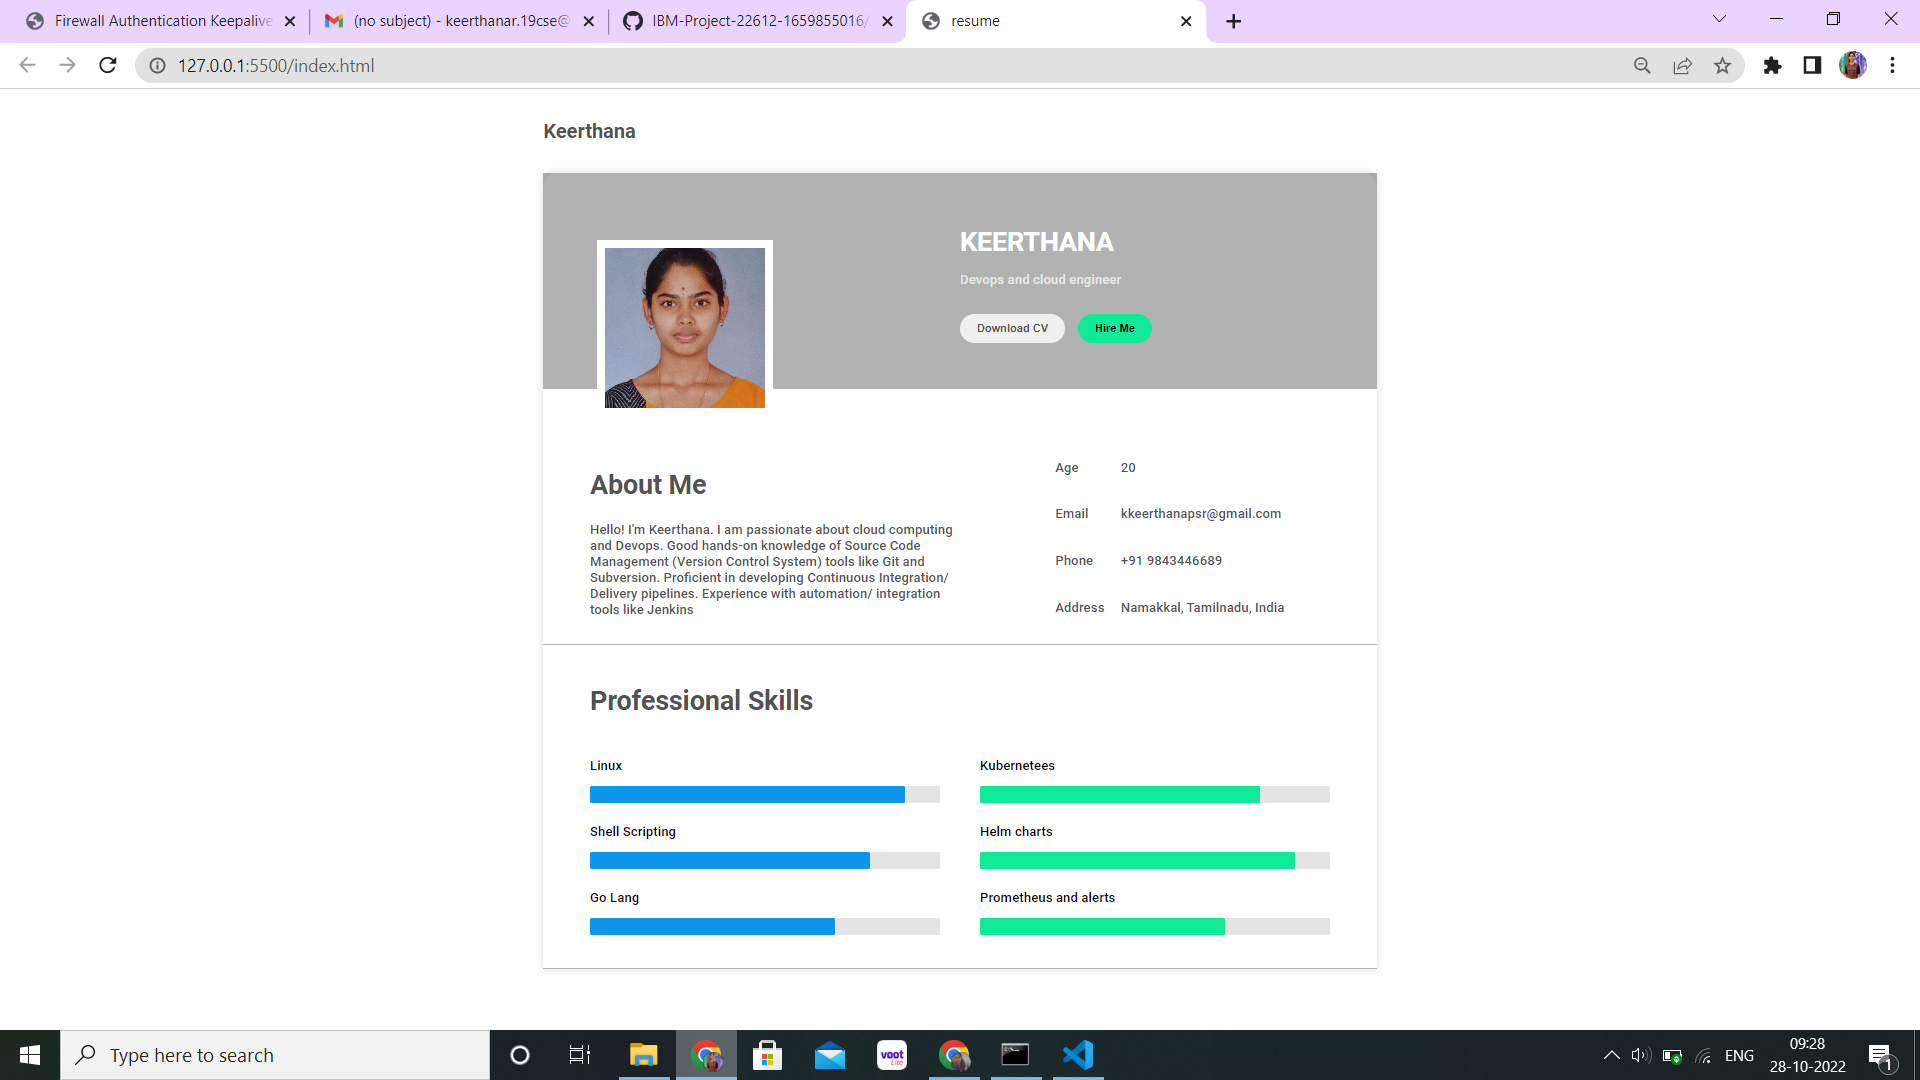 Firewall Authentication Keepalive
(no subject) - keerthanar.19cse@
IBM-Project-22612-1659855016/
resume
127.0.0.1:5500/index.html
Keerthana
KEERTHANA
Devops and cloud engineer
Download CV
Hire Me
About Me
Hello! I'm Keerthana. I am passionate about cloud computing
and Devops. Good hands-on knowledge of Source Code
Management (Version Control System) tools like Git and
Subversion. Proficient in developing Continuous Integration/
Delivery pipelines. Experience with automation/ integration
tools like Jenkins
Age 20
Email kkeerthanapsr@gmail.com
Phone +91 9843446689
Address Namakkal, Tamilnadu, India
Professional Skills
Linux
Kubernetees
Shell Scripting
Helm charts
Go Lang
Prometheus and alerts
Type here to search
voot
Lite
ENG
09:28
28-10-2022
1